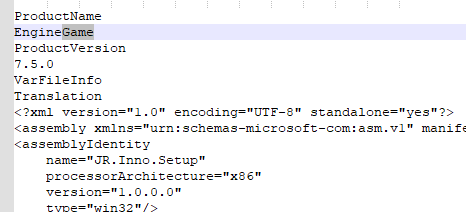 ProductName
EngineGame
ProductVersion
7.5.0
VarFileInfo
Translation
<?xml version="1.0" encoding="UTF-8" standalone="yes"?>
<assembly xmlns="urn:schemas-microsoft-com:asm.v1" manife
<assemblyIdentity
    name="JR.Inno.Setup"
    processorArchitecture="x86"
    version="1.0.0.0"
    type="win32"/>